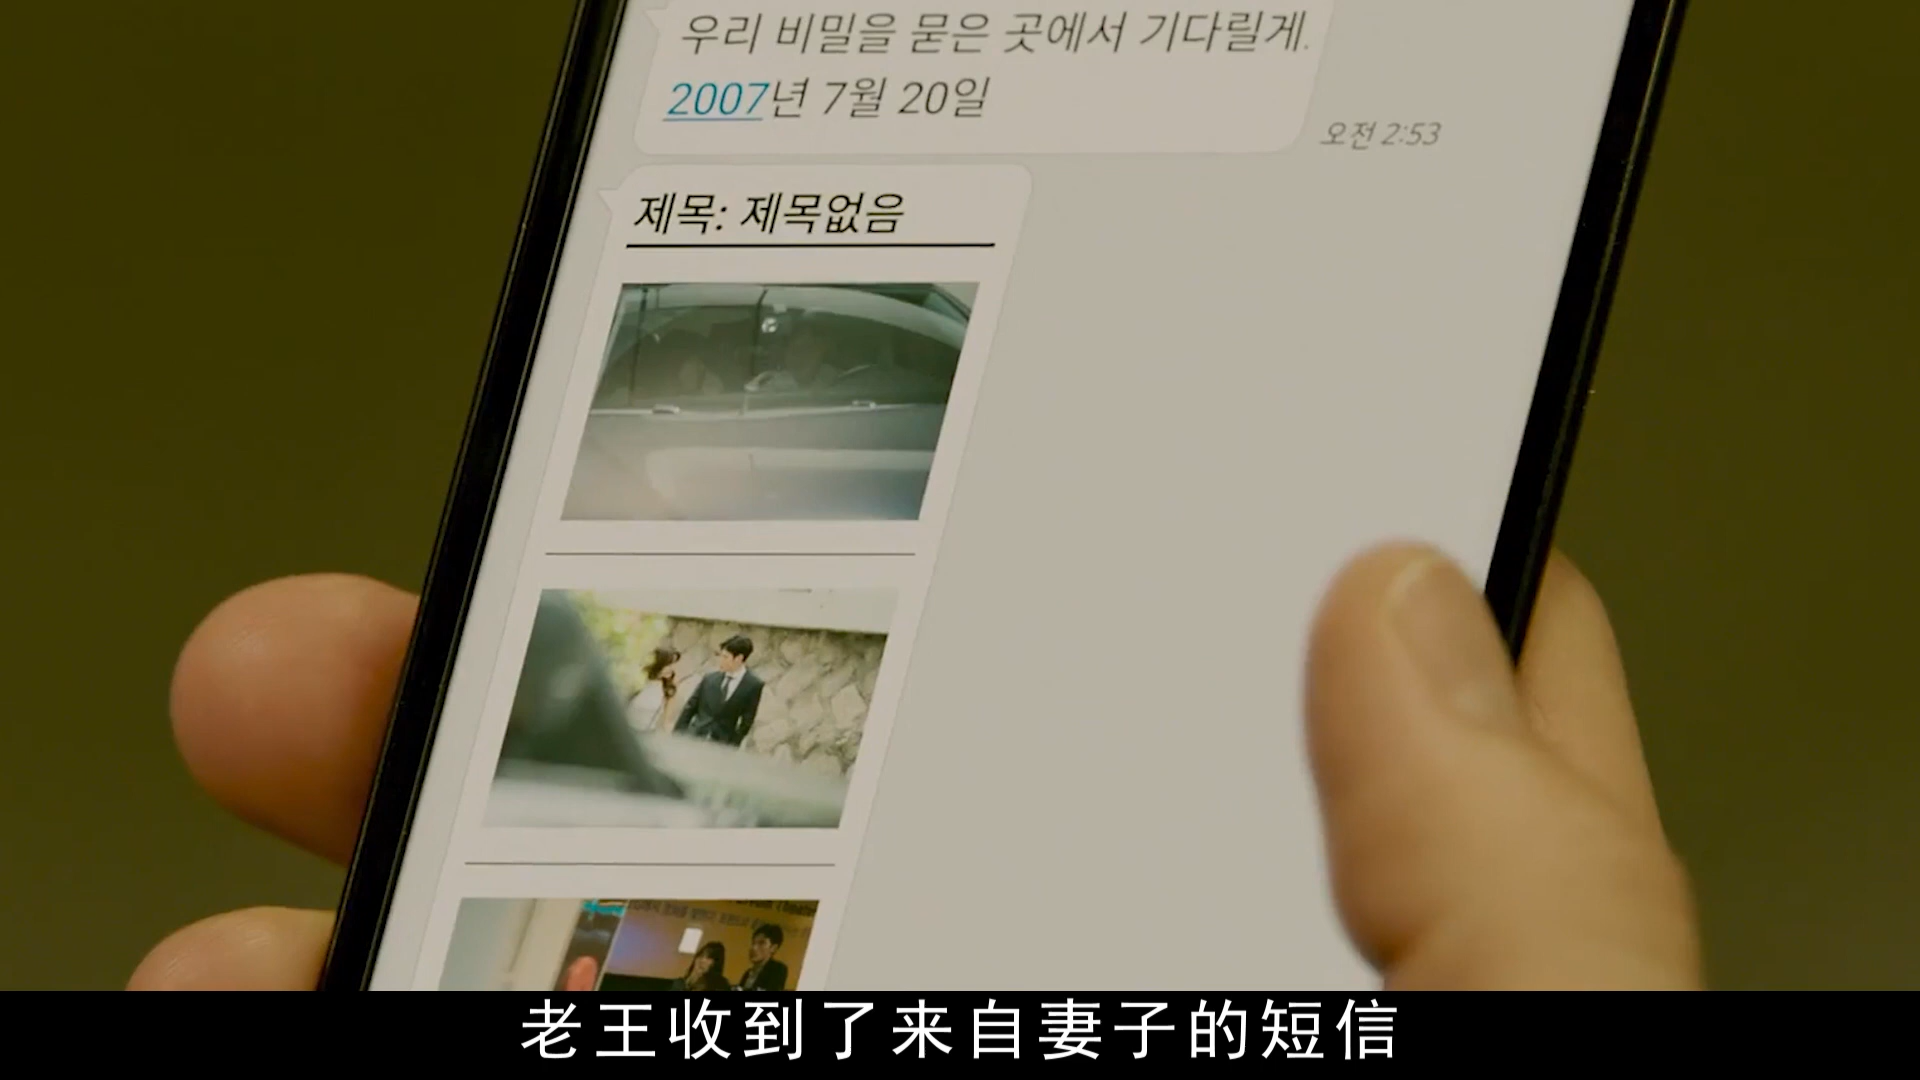 우리 비밀을 묻은 곳에서 기다릴게.
2007년 7월 20일
오전 2:53
제목: 제목없음
老王收到了来自妻子的短信